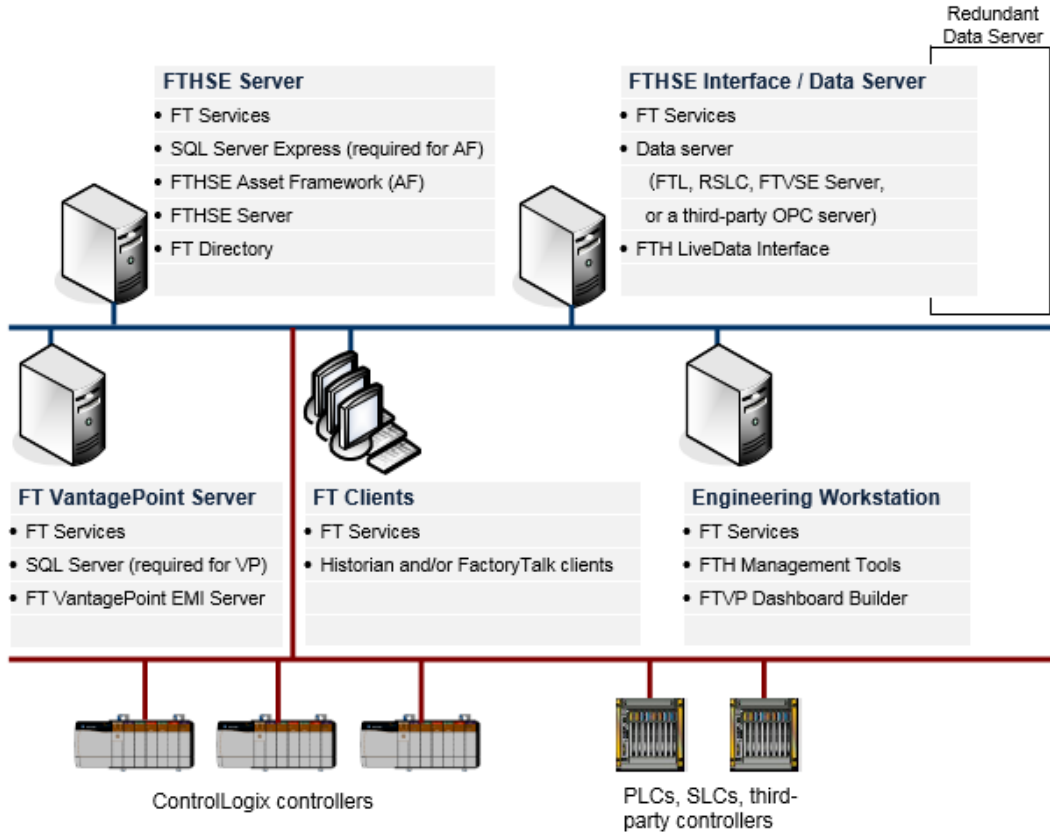 Redundant
Data Server
FTHSE Server
• FT Services
• SQL Server Express (required for AF)
• FTHSE Asset Framework (AF)
• FTHSE Server
• FT Directory
FTHSE Interface / Data Server
• FT Services
• Data server
(FTL, RSLC, FTVSE Server,
or a third-party OPC server)
• FTH LiveData Interface
FT VantagePoint Server
• FT Services
• SQL Server (required for VP)
• FT VantagePoint EMI Server
FT Clients
• FT Services
• Historian and/or FactoryTalk clients
Engineering Workstation
• FT Services
• FTH Management Tools
• FTVP Dashboard Builder
ControlLogix controllers
PLCs, SLCs, third-
party controllers